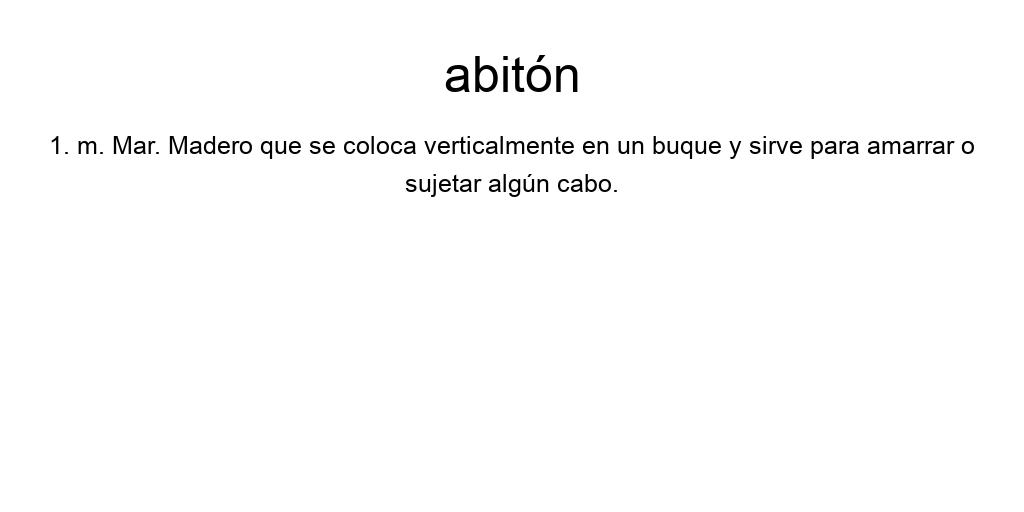 abitón
1. m. Mar. Madero que se coloca verticalmente en un buque y sirve para amarrar o
sujetar algún cabo.